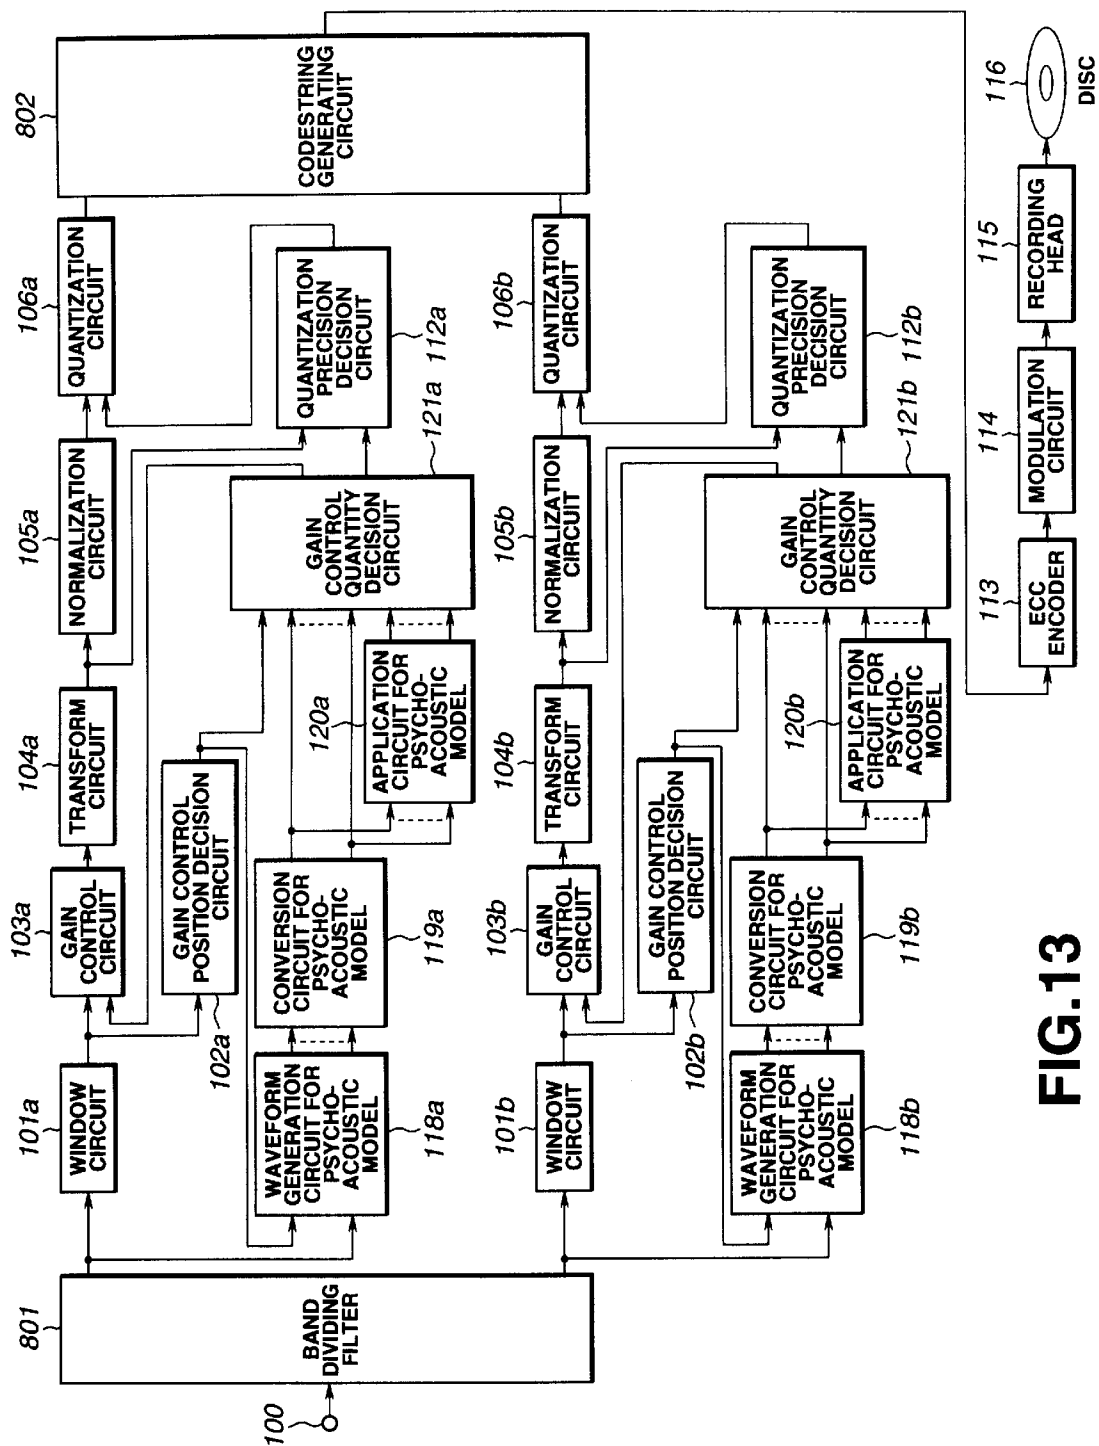 100
801
BAND
DIVIDING
FILTER
101a
WINDOW
CIRCUIT
103a
GAIN
CONTROL
CIRCUIT
104a
TRANSFORM
CIRCUIT
105a
NORMALIZATION
CIRCUIT
106a
QUANTIZATION
CIRCUIT
802
CODESTRING
GENERATING
CIRCUIT
102a
GAIN CONTROL
POSITION DECISION
CIRCUIT
WAVEFORM
GENERATION
CIRCUIT FOR
PSYCHO-
ACOUSTIC
MODEL
118a
CONVERSION
CIRCUIT FOR
PSYCHO-
ACOUSTIC
MODEL
119a
120a
APPLICATION
CIRCUIT FOR
PSYCHO-
ACOUSTIC
MODEL
GAIN
CONTROL
QUANTITY
DECISION
CIRCUIT
121a
QUANTIZATION
PRECISION
DECISION
CIRCUIT
112a
101b
WINDOW
CIRCUIT
103b
GAIN
CONTROL
CIRCUIT
104b
TRANSFORM
CIRCUIT
105b
NORMALIZATION
CIRCUIT
106b
QUANTIZATION
CIRCUIT
102b
GAIN CONTROL
POSITION DECISION
CIRCUIT
WAVEFORM
GENERATION
CIRCUIT FOR
PSYCHO-
ACOUSTIC
MODEL
118b
CONVERSION
CIRCUIT FOR
PSYCHO-
ACOUSTIC
MODEL
119b
120b
APPLICATION
CIRCUIT FOR
PSYCHO-
ACOUSTIC
MODEL
GAIN
CONTROL
QUANTITY
DECISION
CIRCUIT
121b
QUANTIZATION
PRECISION
DECISION
CIRCUIT
112b
113
ECC
ENCODER
114
MODULATION
CIRCUIT
115
RECORDING
HEAD
116
DISC
FIG.13